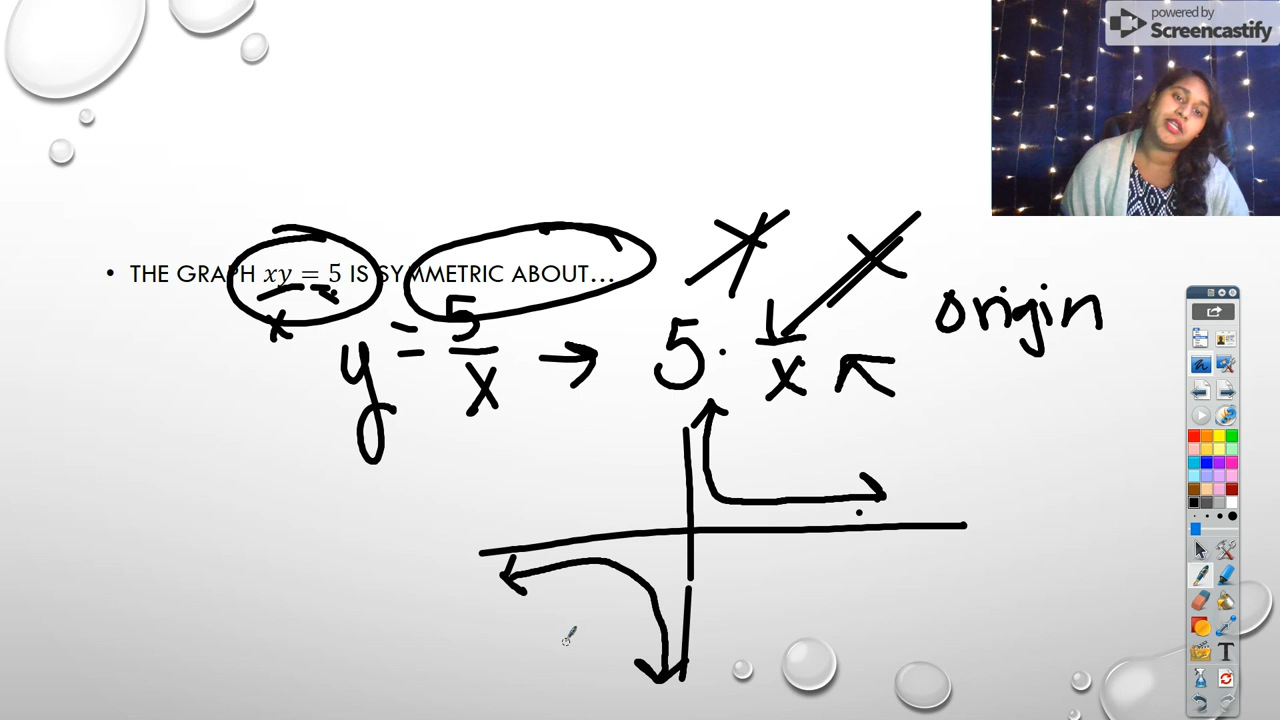 powered by
Screencastify
• THE GRAPH xy = 5 IS SYMMETRIC ABOUT…
x
y = 5/x → 5 · 1/x
origin
T